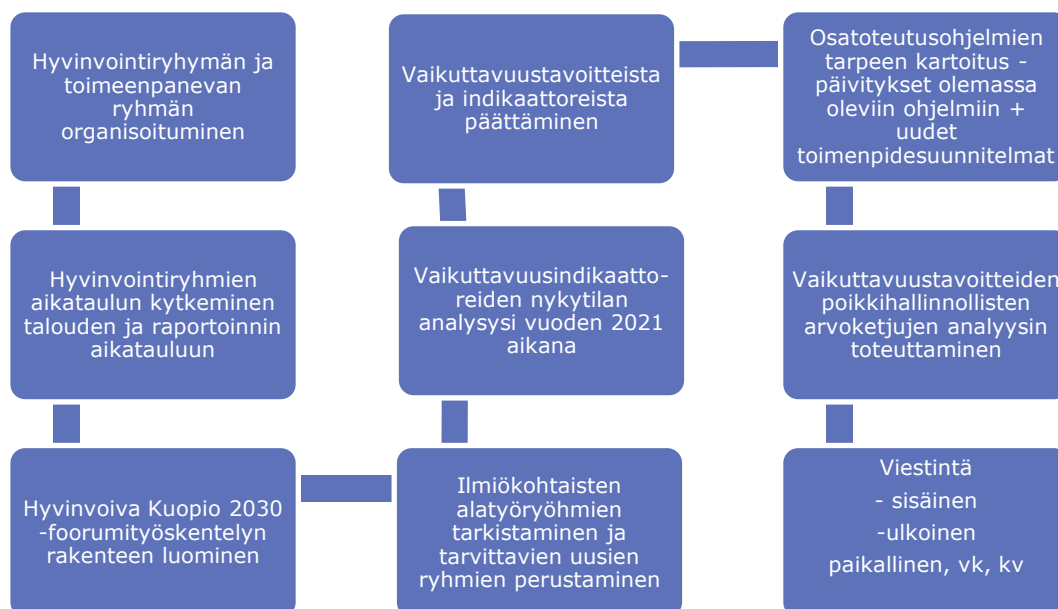 Hyvinvointiryhymän ja
toimeenpanevan
ryhmän
organisoituminen
Hyvinvointiryhmien
aikataulun kytkeminen
talouden ja raportoinnin
aikatauluun
Hyvinvoiva Kuopio 2030
-foorumityöskentelyn
rakenteen luominen
Ilmiökohtaisten
alatyöryöhmien
tarkistaminen ja
tarvittavien uusien
ryhmien perustaminen
Vaikuttavuusindikaatto-
reiden nykytilan
analysysi vuoden 2021
aikana
Vaikuttavuustavoitteista
ja indikaattoreista
päättäminen
Osatoteutusohjelmien
tarpeen kartoitus -
päivitykset olemassa
oleviin ohjelmiin +
uudet
toimenpidesuunnitelmat
Vaikuttavuustavoitteiden
poikkihallinnollisten
arvoketjujen analyysin
toteuttaminen
Viestintä
- sisäinen
-ulkoinen
paikallinen, vk, kv